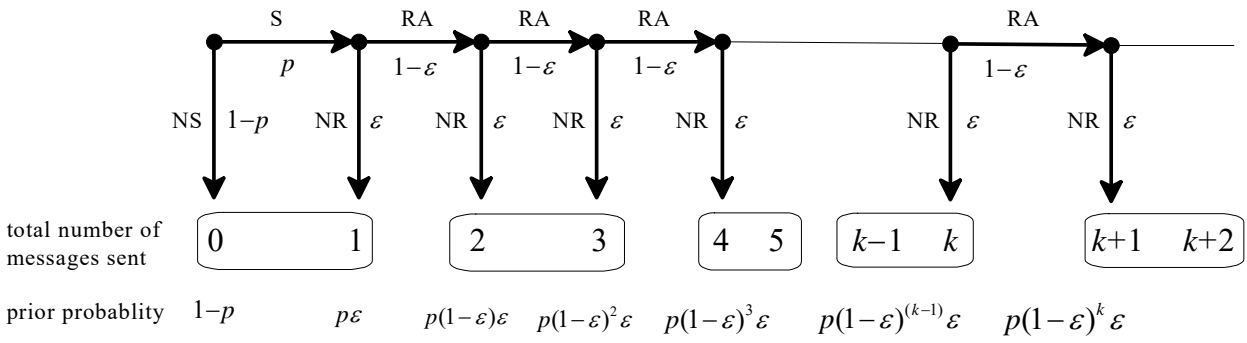 S RA RA RA RA
p 1−ε 1−ε 1−ε 1−ε
NS 1−p NR ε NR ε NR ε NR ε NR ε NR ε
total number of
messages sent
0 1 2 3 4 5 k−1 k k+1 k+2
prior probablity 1−p pε p(1−ε)ε p(1−ε)²ε p(1−ε)³ε p(1−ε)⁽ᵏ⁻¹⁾ε p(1−ε)ᵏε